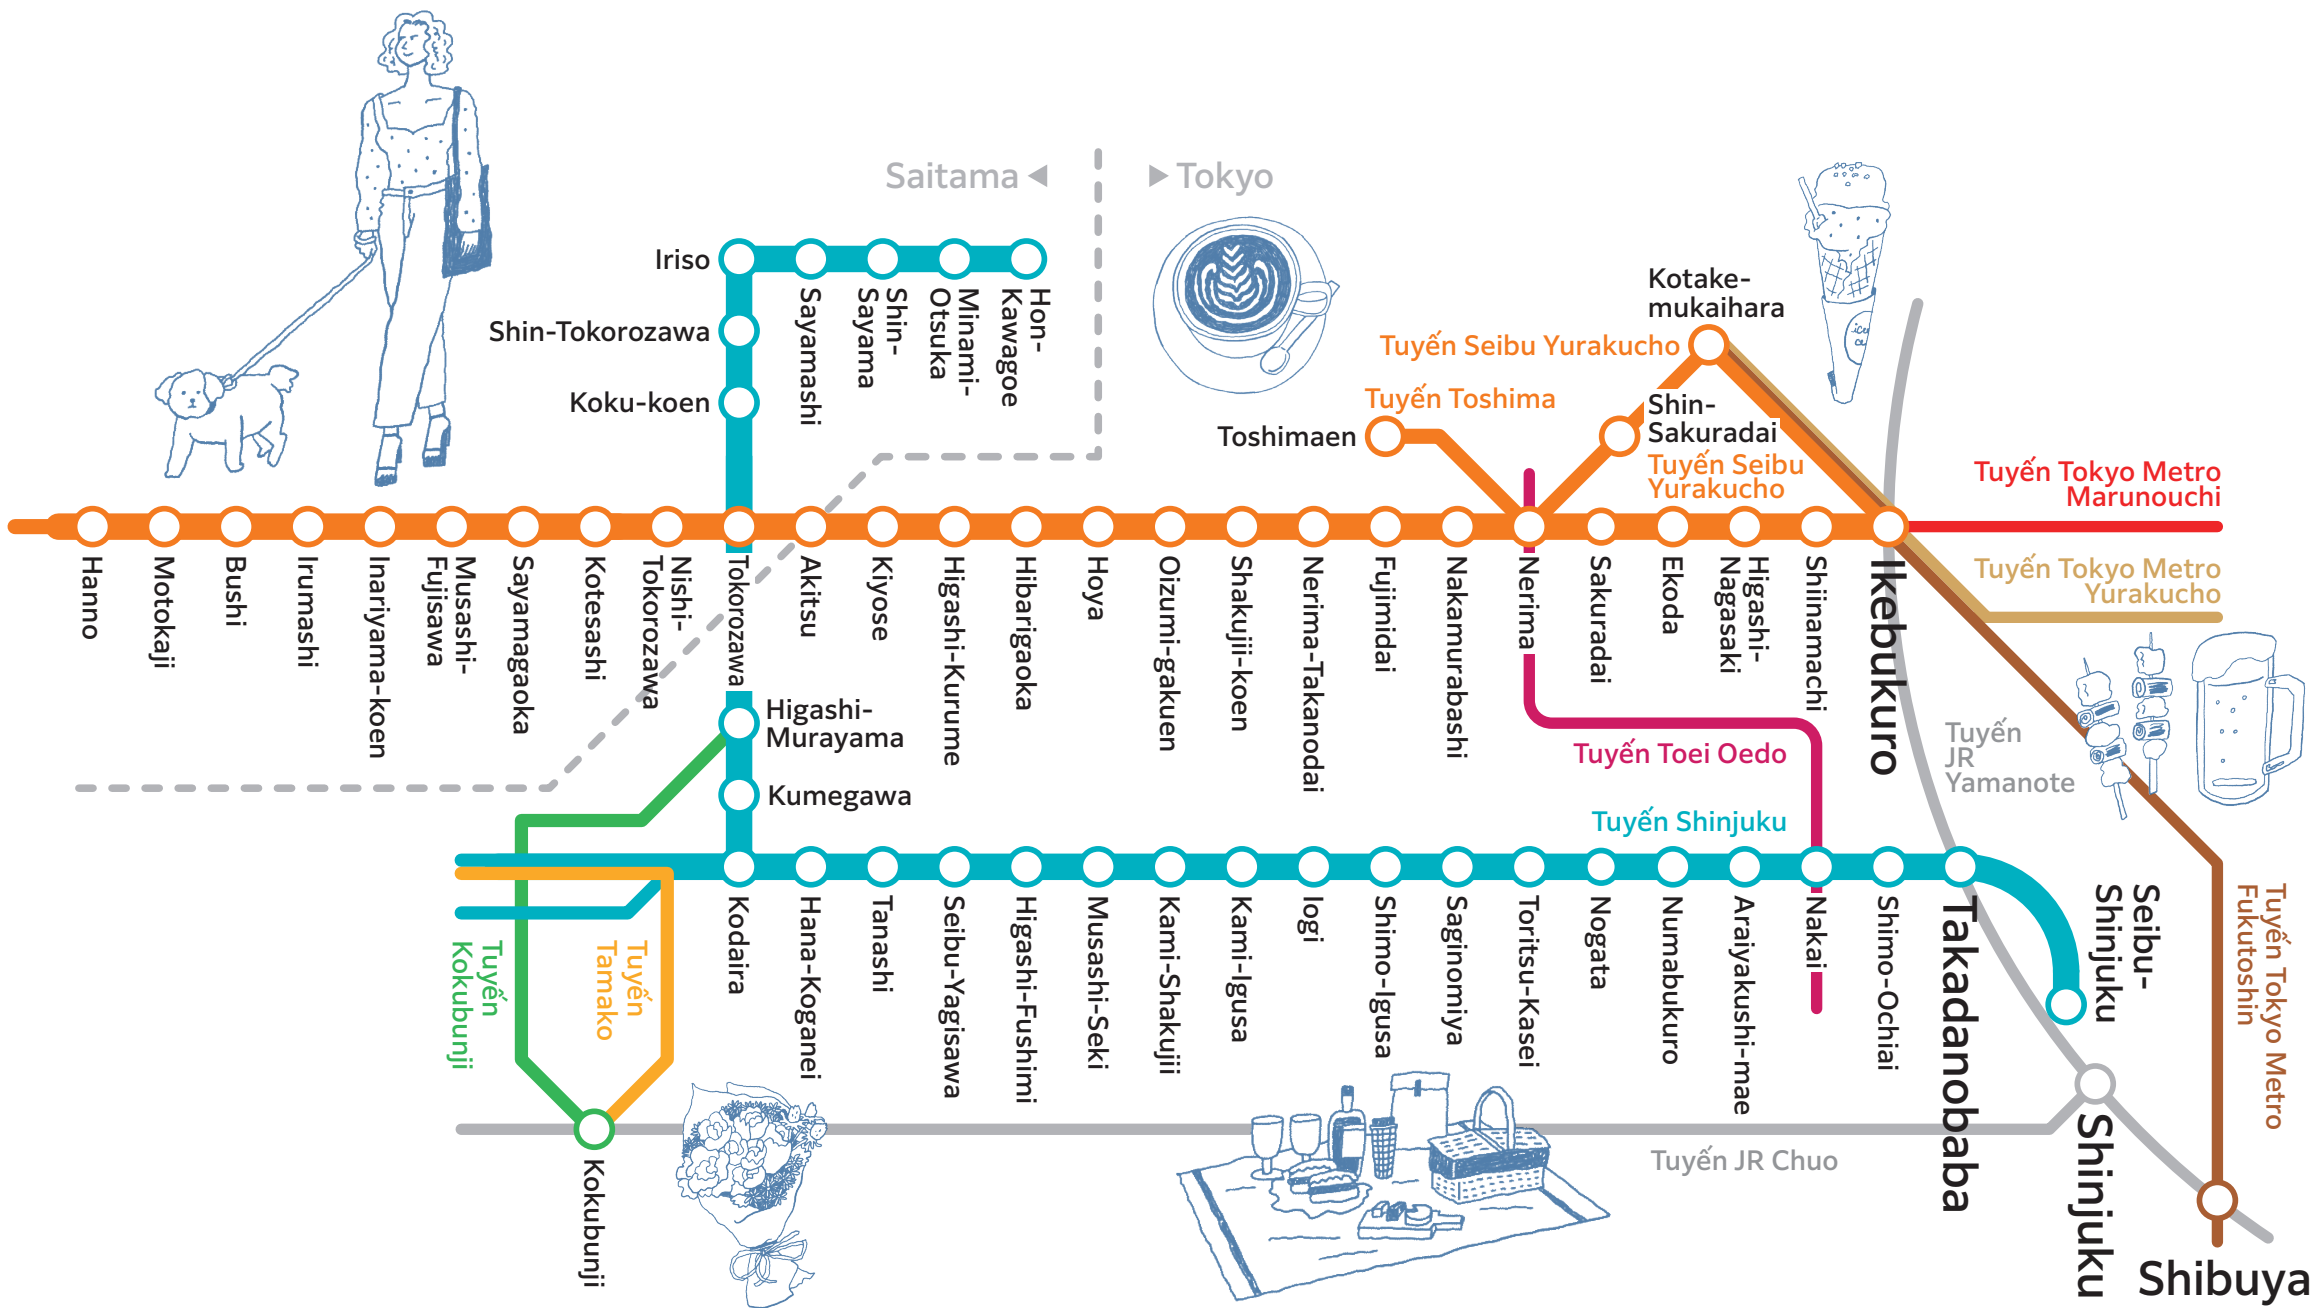 Saitama ◀
▶ Tokyo
Iriso
Sayamashi
Shin-
Sayama
Minami-
Otsuka
Hon-
Kawagoe
Shin-Tokorozawa
Koku-koen
Kotake-
mukaihara
Tuyến Seibu Yurakucho
Tuyến Toshima
Toshimaen
Shin-
Sakuradai
Tuyến Seibu
Yurakucho
Tuyến Tokyo Metro
Marunouchi
Tuyến Tokyo Metro
Yurakucho
Hanno
Motokaji
Bushi
Irumashi
Inariyama-koen
Musashi-
Fujisawa
Sayamagaoka
Kotesashi
Nishi-
Tokorozawa
Tokorozawa
Akitsu
Kiyose
Higashi-Kurume
Hibarigaoka
Hoya
Oizumi-gakuen
Shakujii-koen
Nerima-Takanodai
Fujimidai
Nakamurabashi
Nerima
Sakuradai
Ekoda
Higashi-
Nagasaki
Shiinamachi
Ikebukuro
Higashi-
Murayama
Kumegawa
Tuyến Toei Oedo
Tuyến
JR
Yamanote
Tuyến Shinjuku
Tuyến
Kokubunji
Tuyến
Tamako
Kodaira
Hana-Koganei
Tanashi
Seibu-Yagisawa
Higashi-Fushimi
Musashi-Seki
Kami-Shakujii
Kami-Igusa
Iogi
Shimo-Igusa
Saginomiya
Toritsu-Kasei
Nogata
Numabukuro
Araiyakushi-mae
Nakai
Shimo-Ochiai
Takadanobaba
Seibu-
Shinjuku
Tuyến Tokyo Metro
Fukutoshin
Kokubunji
Tuyến JR Chuo
Shinjuku
Shibuya